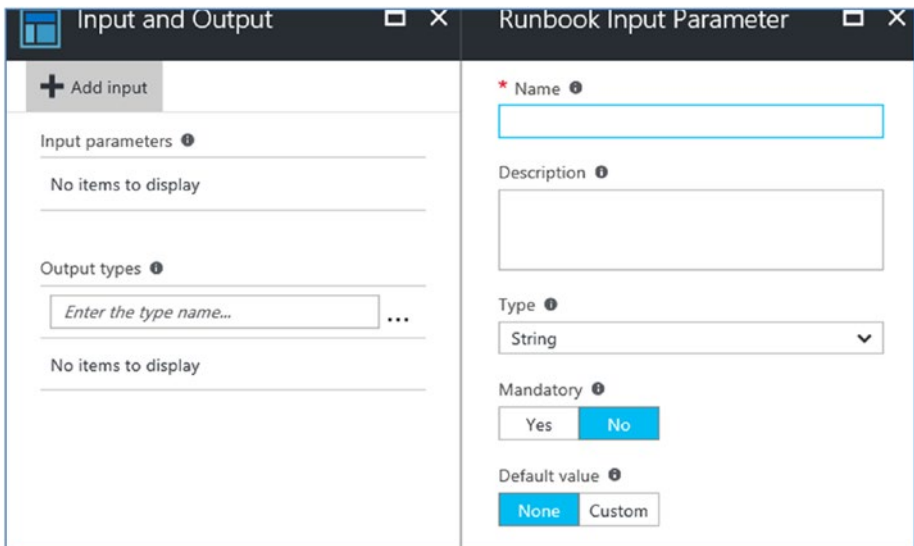 Input and Output
Add input
Input parameters
No items to display
Output types
Enter the type name...
...
No items to display
Runbook Input Parameter
* Name
Description
Type
String
Mandatory
Yes No
Default value
None Custom